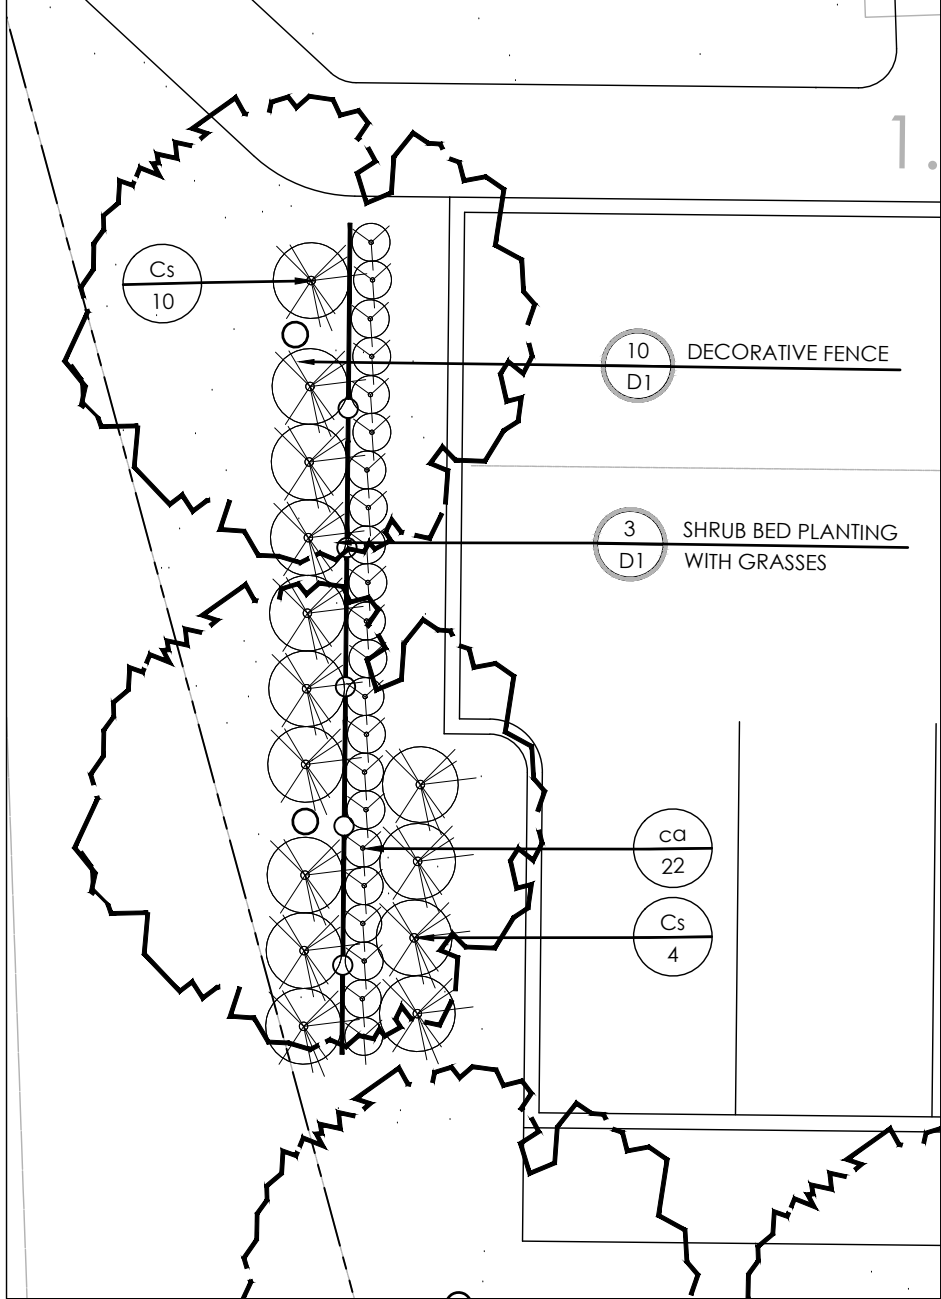 1.
Cs
10
10
D1
DECORATIVE FENCE
3
D1
SHRUB BED PLANTING
WITH GRASSES
ca
22
Cs
4